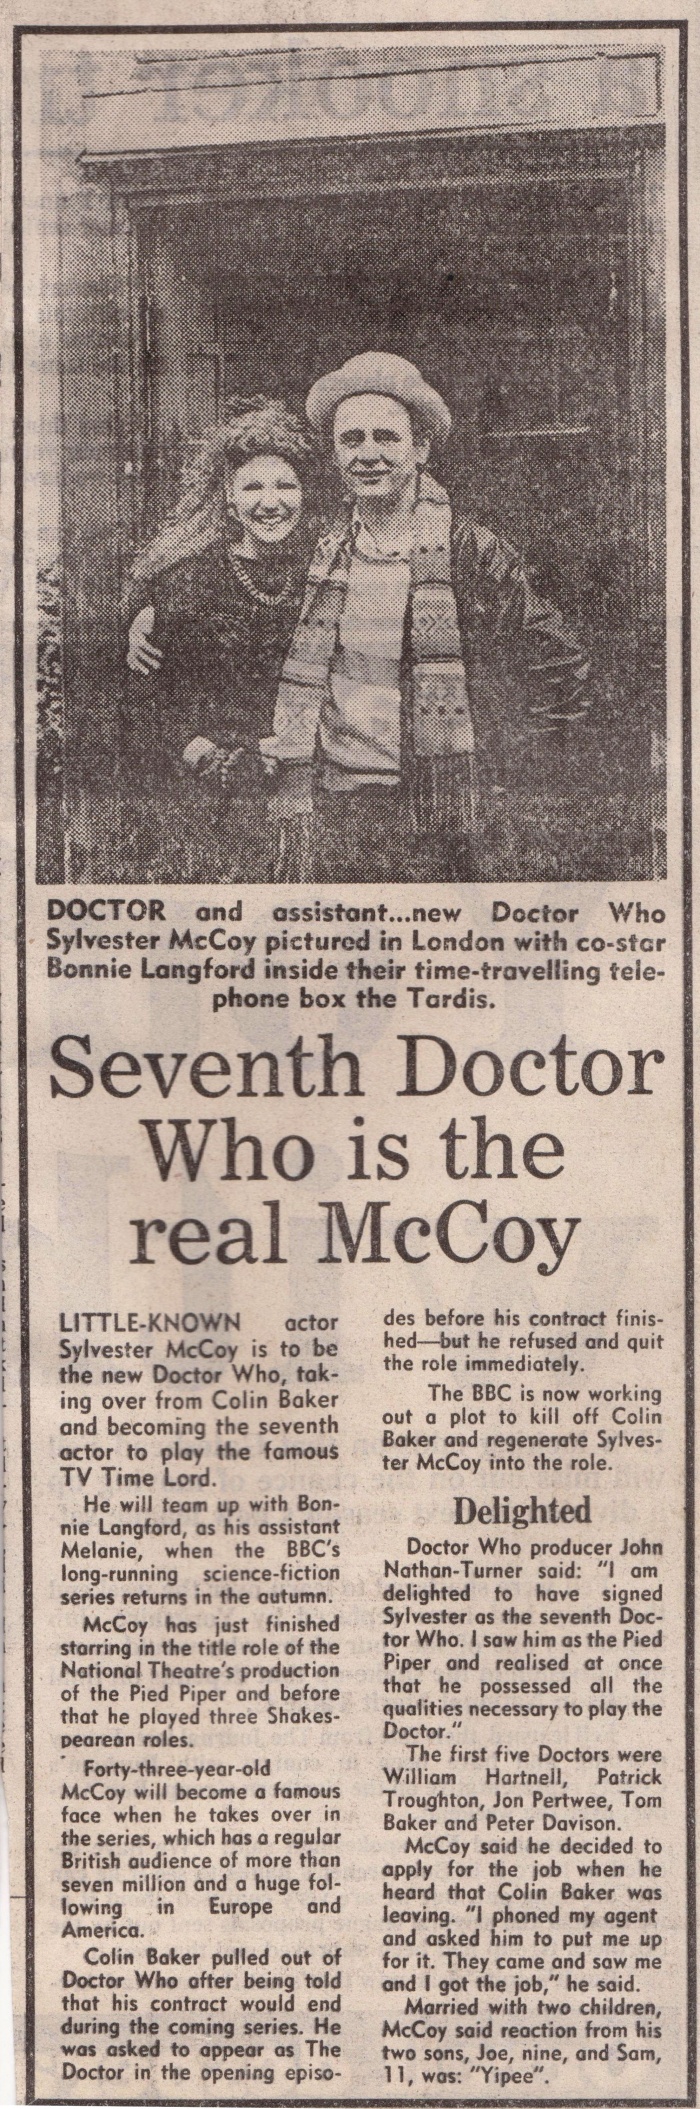 DOCTOR and assistant...new Doctor Who
Sylvester McCoy pictured in London with co-star
Bonnie Langford inside their time-travelling tele-
phone box the Tardis.
Seventh Doctor
Who is the
real McCoy
LITTLE-KNOWN actor
Sylvester McCoy is to be
the new Doctor Who, tak-
ing over from Colin Baker
and becoming the seventh
actor to play the famous
TV Time Lord.
He will team up with Bon-
nie Langford, as his assistant
Melanie, when the BBC's
long-running science-fiction
series returns in the autumn.
McCoy has just finished
starring in the title role of the
National Theatre's production
of the Pied Piper and before
that he played three Shakes-
pearean roles.
Forty-three-year-old
McCoy will become a famous
face when he takes over in
the series, which has a regular
British audience of more than
seven million and a huge fol-
lowing in Europe and
America.
Colin Baker pulled out of
Doctor Who after being told
that his contract would end
during the coming series. He
was asked to appear as The
Doctor in the opening episo-
des before his contract finis-
hed—but he refused and quit
the role immediately.
The BBC is now working
out a plot to kill off Colin
Baker and regenerate Sylves-
ter McCoy into the role.
Delighted
Doctor Who producer John
Nathan-Turner said: "I am
delighted to have signed
Sylvester as the seventh Doc-
tor Who. I saw him as the Pied
Piper and realised at once
that he possessed all the
qualities necessary to play the
Doctor."
The first five Doctors were
William Hartnell, Patrick
Troughton, Jon Pertwee, Tom
Baker and Peter Davison.
McCoy said he decided to
apply for the job when he
heard that Colin Baker was
leaving. "I phoned my agent
and asked him to put me up
for it. They came and saw me
and I got the job," he said.
Married with two children,
McCoy said reaction from his
two sons, Joe, nine, and Sam,
11, was: "Yipee".